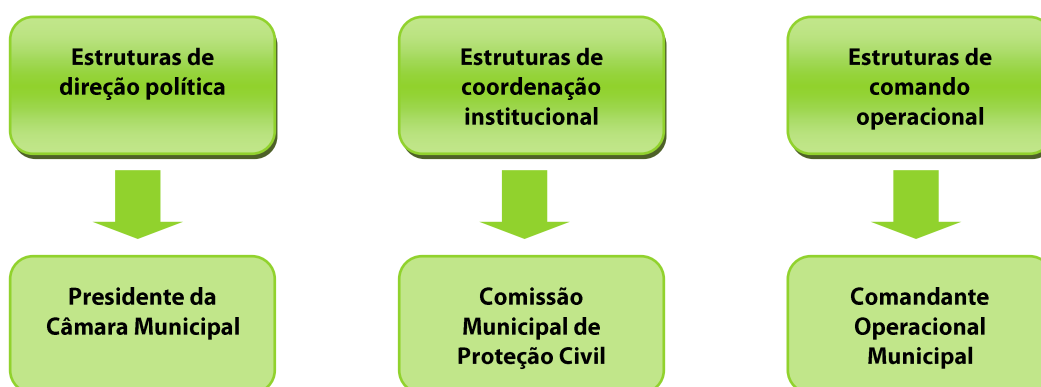 Estruturas de
direção política
Estruturas de
coordenação
institucional
Estruturas de
comando
operacional
Presidente da
Câmara Municipal
Comissão
Municipal de
Proteção Civil
Comandante
Operacional
Municipal